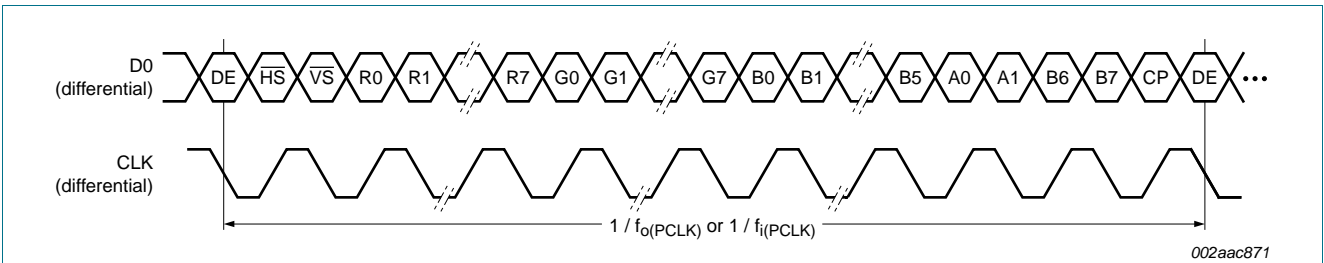 D0
(differential)
DE HS VS R0 R1 R7 G0 G1 G7 B0 B1 B5 A0 A1 B6 B7 CP DE •••
CLK
(differential)
1 / fo(PCLK) or 1 / fi(PCLK)
002aac871